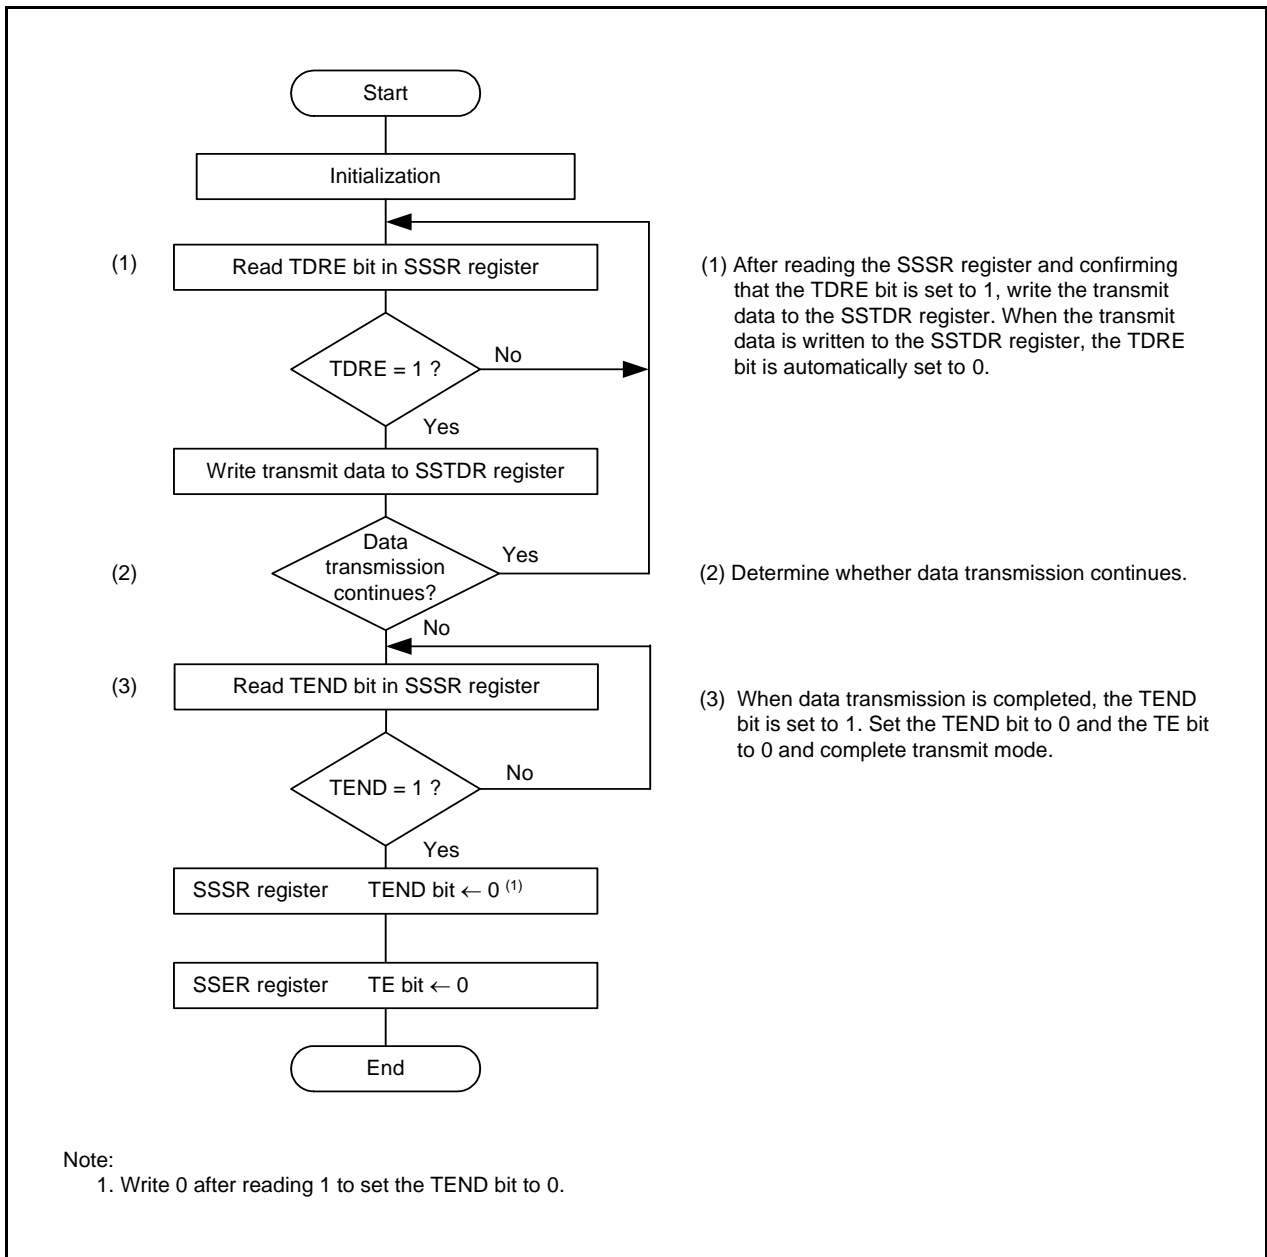 Start
Initialization
(1)
Read TDRE bit in SSSR register
(1) After reading the SSSR register and confirming
that the TDRE bit is set to 1, write the transmit
data to the SSTDR register. When the transmit
data is written to the SSTDR register, the TDRE
bit is automatically set to 0.
TDRE = 1 ?
No
Yes
Write transmit data to SSTDR register
(2)
Data
transmission
continues?
Yes
(2) Determine whether data transmission continues.
No
(3)
Read TEND bit in SSSR register
(3) When data transmission is completed, the TEND
bit is set to 1. Set the TEND bit to 0 and the TE bit
to 0 and complete transmit mode.
TEND = 1 ?
No
Yes
SSSR register TEND bit ← 0 (1)
SSER register TE bit ← 0
End
Note:
1. Write 0 after reading 1 to set the TEND bit to 0.